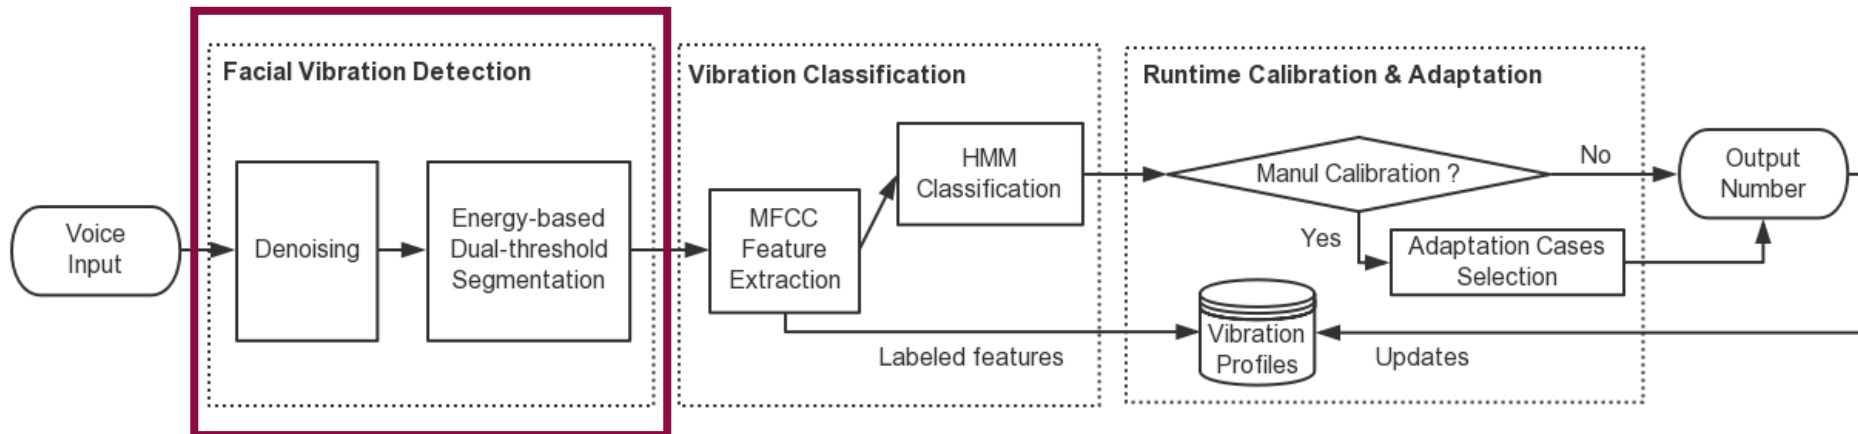 Facial Vibration Detection
Voice
Input
Denoising
Energy-based
Dual-threshold
Segmentation
Vibration Classification
MFCC
Feature
Extraction
HMM
Classification
Labeled features
Runtime Calibration & Adaptation
Manul Calibration ?
No
Yes
Adaptation Cases
Selection
Vibration
Profiles
Updates
Output
Number